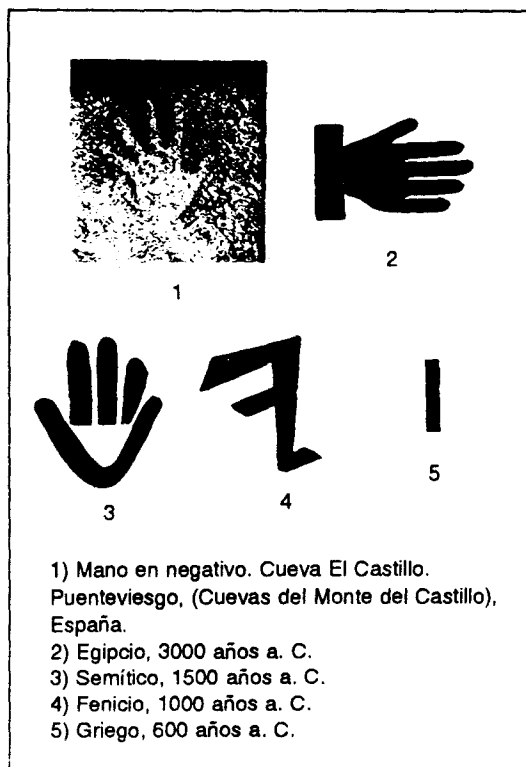 1
2
3
4
5
1) Mano en negativo. Cueva El Castillo.
Puenteviesgo, (Cuevas del Monte del Castillo),
España.
2) Egipcio, 3000 años a. C.
3) Semítico, 1500 años a. C.
4) Fenicio, 1000 años a. C.
5) Griego, 600 años a. C.